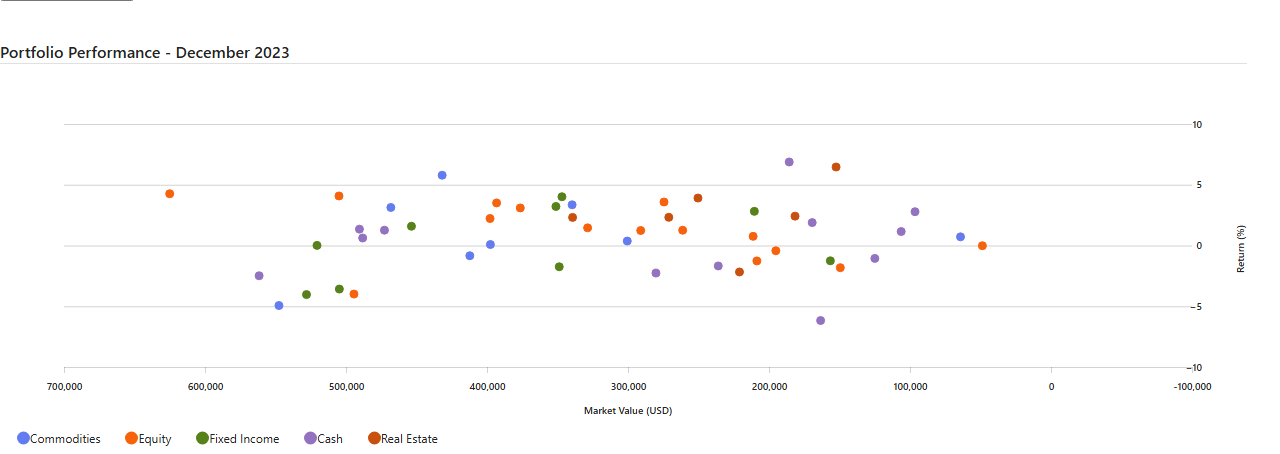 Portfolio Performance - December 2023
10
5
0
Return (%)
-5
-10
700,000 600,000 500,000 400,000 300,000 200,000 100,000 0 -100,000
Market Value (USD)
Commodities Equity Fixed Income Cash Real Estate